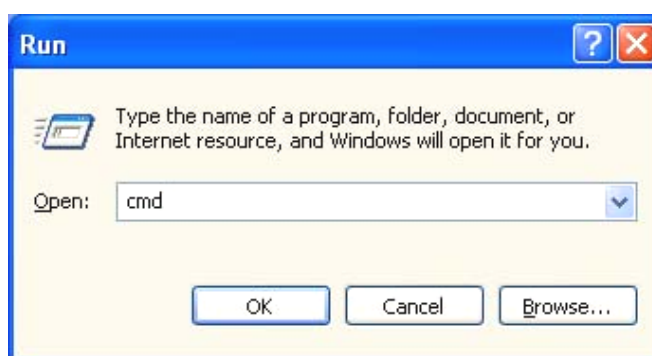 Run
Type the name of a program, folder, document, or
Internet resource, and Windows will open it for you.
Open: cmd
OK Cancel Browse...